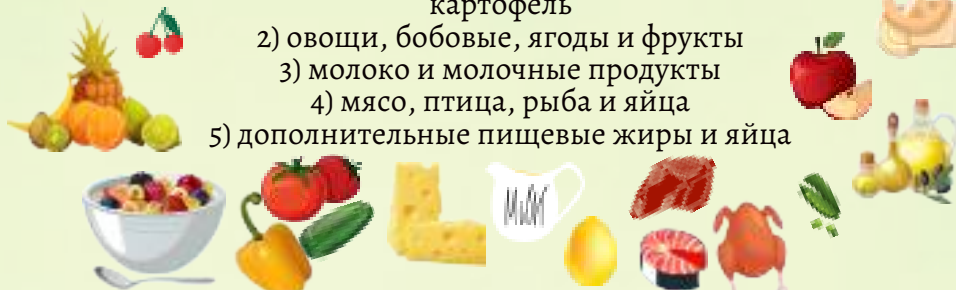 картофель
2) овощи, бобовые, ягоды и фрукты
3) молоко и молочные продукты
4) мясо, птица, рыба и яйца
5) дополнительные пищевые жиры и яйца